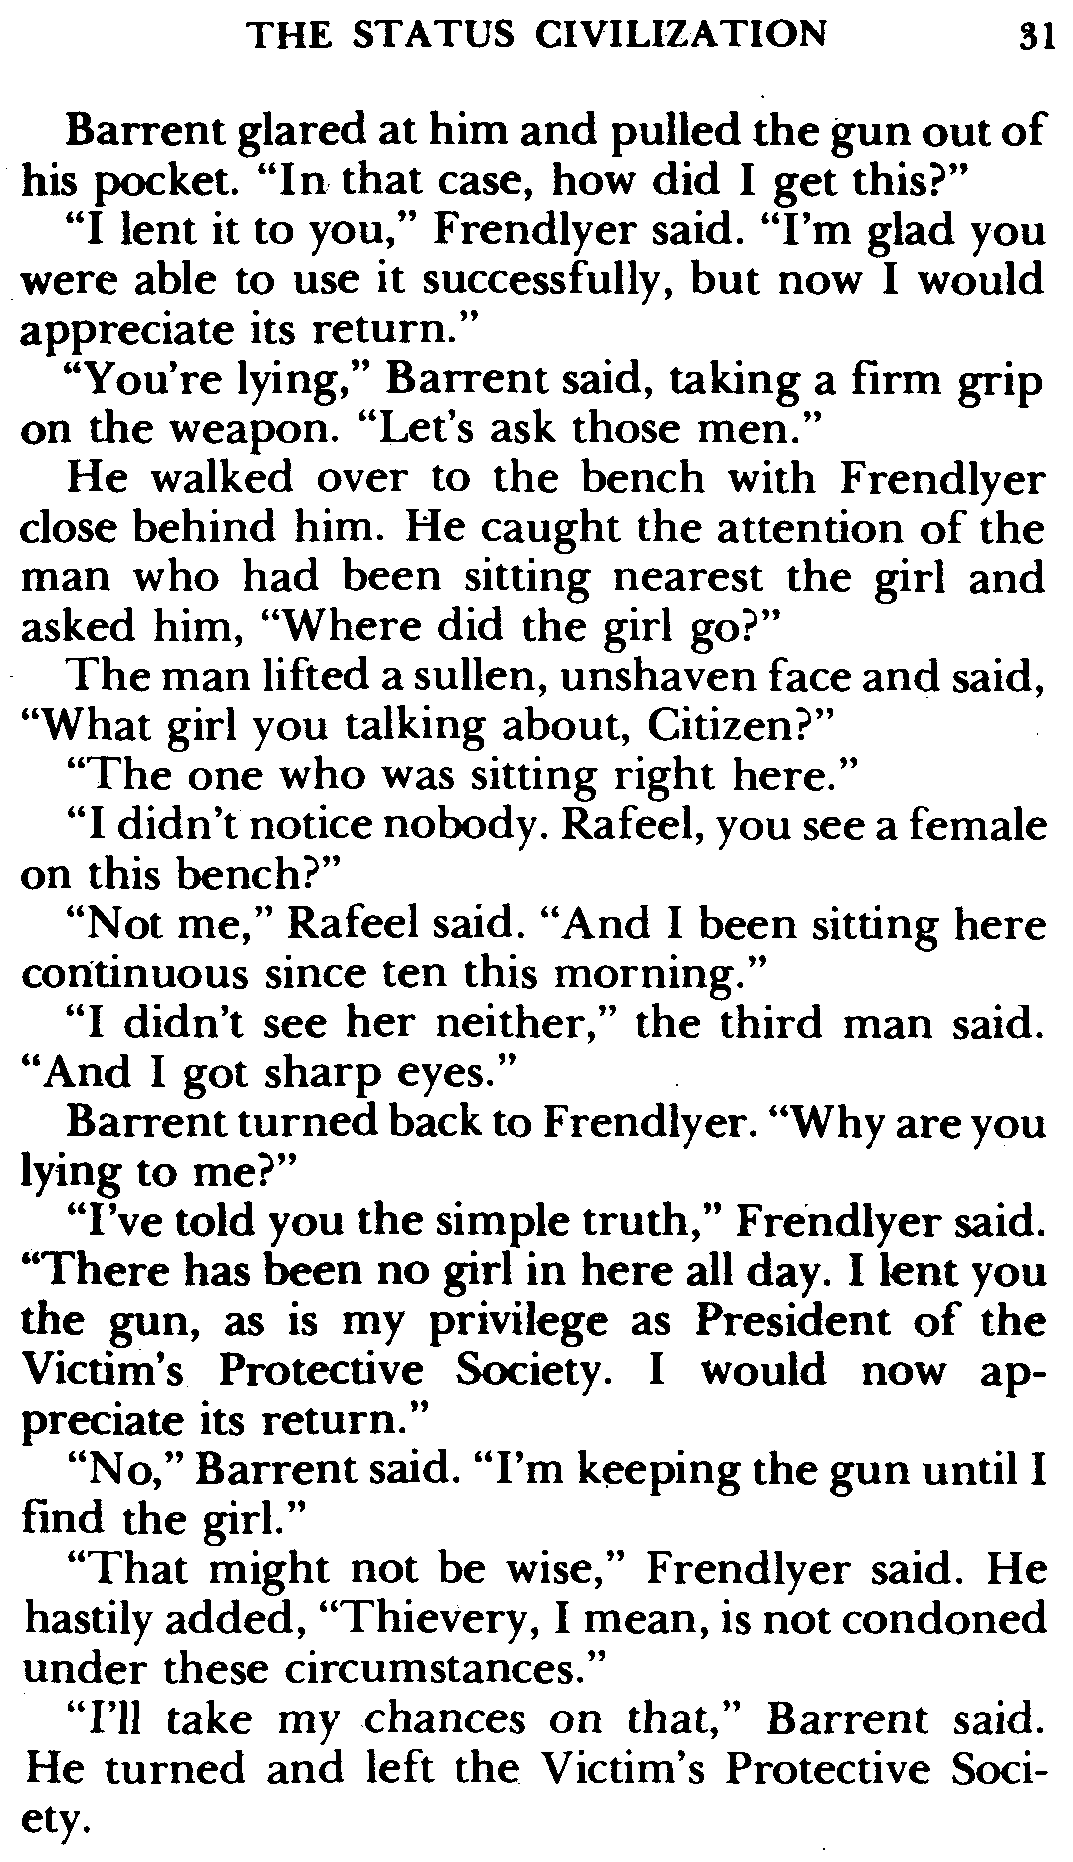 THE STATUS CIVILIZATION 31
Barrent glared at him and pulled the gun out of
his pocket. “In that case, how did I get this?”
“I lent it to you,” Frendlyer said. “I’m glad you
were able to use it successfully, but now I would
appreciate its return.”
“You’re lying,” Barrent said, taking a firm grip
on the weapon. “Let’s ask those men.”
He walked over to the bench with Frendlyer
close behind him. He caught the attention of the
man who had been sitting nearest the girl and
asked him, “Where did the girl go?”
The man lifted a sullen, unshaven face and said,
“What girl you talking about, Citizen?”
“The one who was sitting right here.”
“I didn’t notice nobody. Rafeel, you see a female
on this bench?”
“Not me,” Rafeel said. “And I been sitting here
continuous since ten this morning.”
“I didn’t see her neither,” the third man said.
“And I got sharp eyes.”
Barrent turned back to Frendlyer. “Why are you
lying to me?”
“I’ve told you the simple truth,” Frendlyer said.
“There has been no girl in here all day. I lent you
the gun, as is my privilege as President of the
Victim’s Protective Society. I would now ap-
preciate its return.”
“No,” Barrent said. “I’m keeping the gun until I
find the girl.”
“That might not be wise,” Frendlyer said. He
hastily added, “Thievery, I mean, is not condoned
under these circumstances.”
“I’ll take my chances on that,” Barrent said.
He turned and left the Victim’s Protective Soci-
ety.